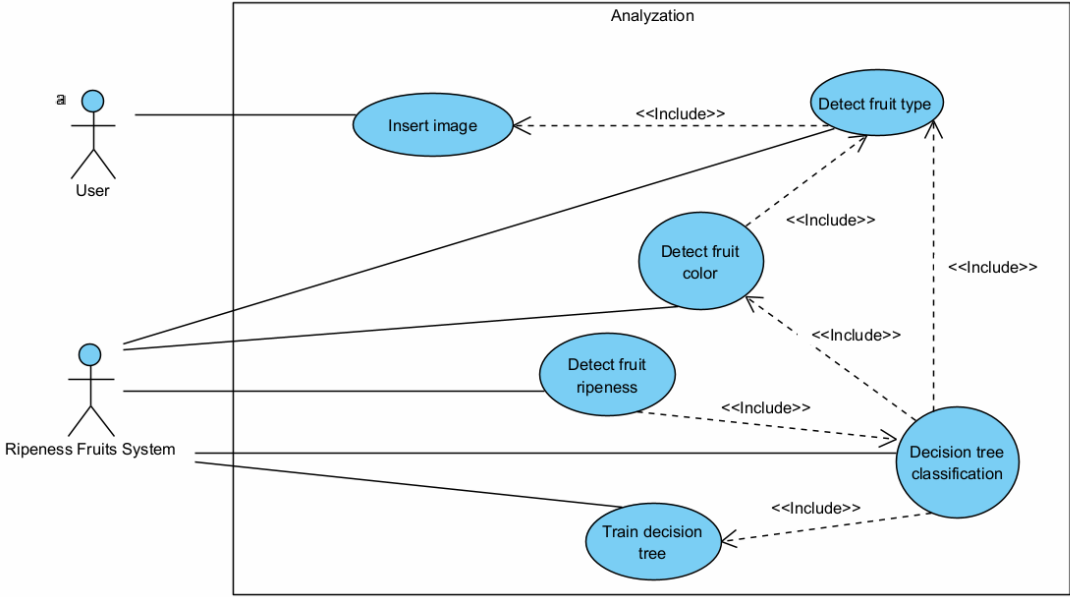 Analyzation
a
User
Insert image
<<Include>>
Detect fruit type
<<Include>>
Detect fruit
color
<<Include>>
<<Include>>
Detect fruit
ripeness
<<Include>>
Ripeness Fruits System
Decision tree
classification
<<Include>>
Train decision
tree